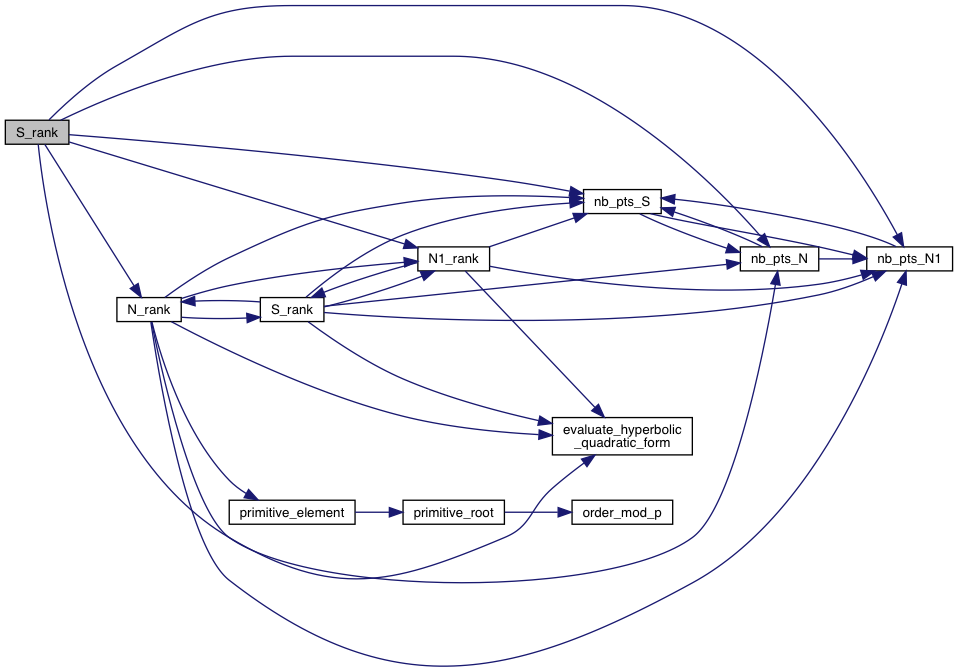 S_rank
nb_pts_S
N1_rank
nb_pts_N
nb_pts_N1
N_rank
S_rank
evaluate_hyperbolic
_quadratic_form
primitive_element
primitive_root
order_mod_p